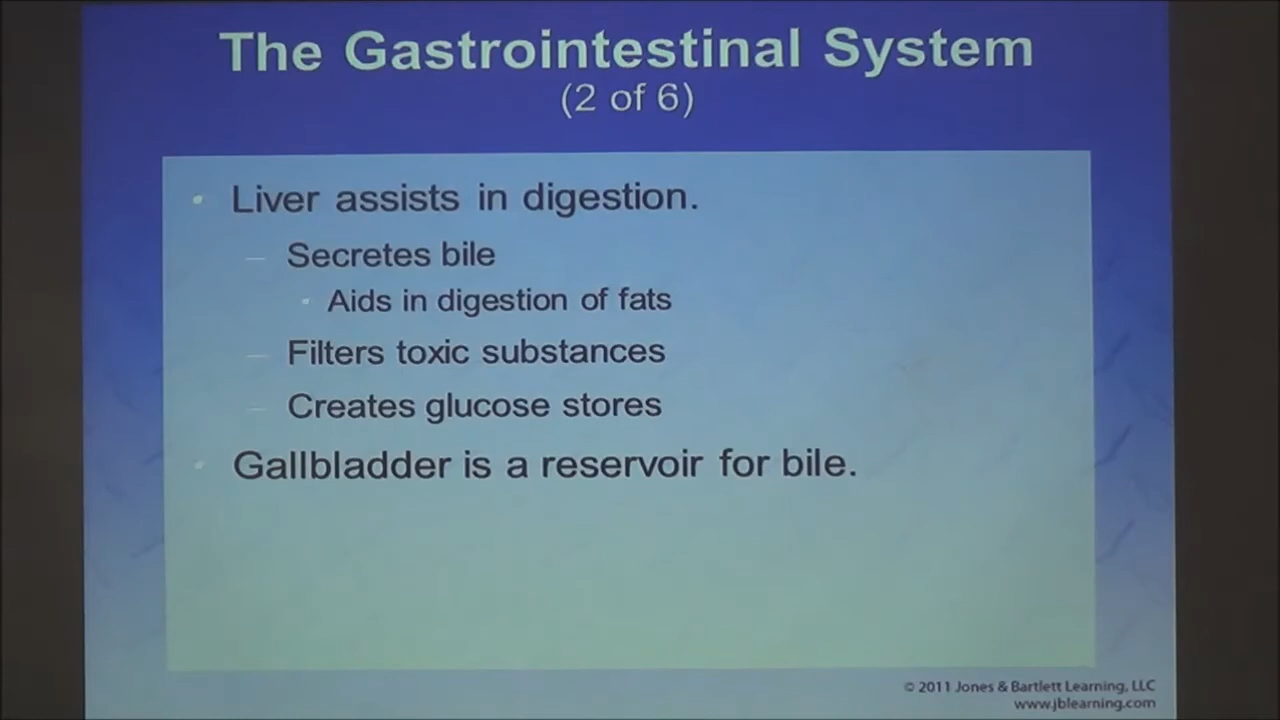 The Gastrointestinal System
(2 of 6)
• Liver assists in digestion.
– Secretes bile
• Aids in digestion of fats
– Filters toxic substances
– Creates glucose stores
• Gallbladder is a reservoir for bile.
© 2011 Jones & Bartlett Learning, LLC
www.jblearning.com